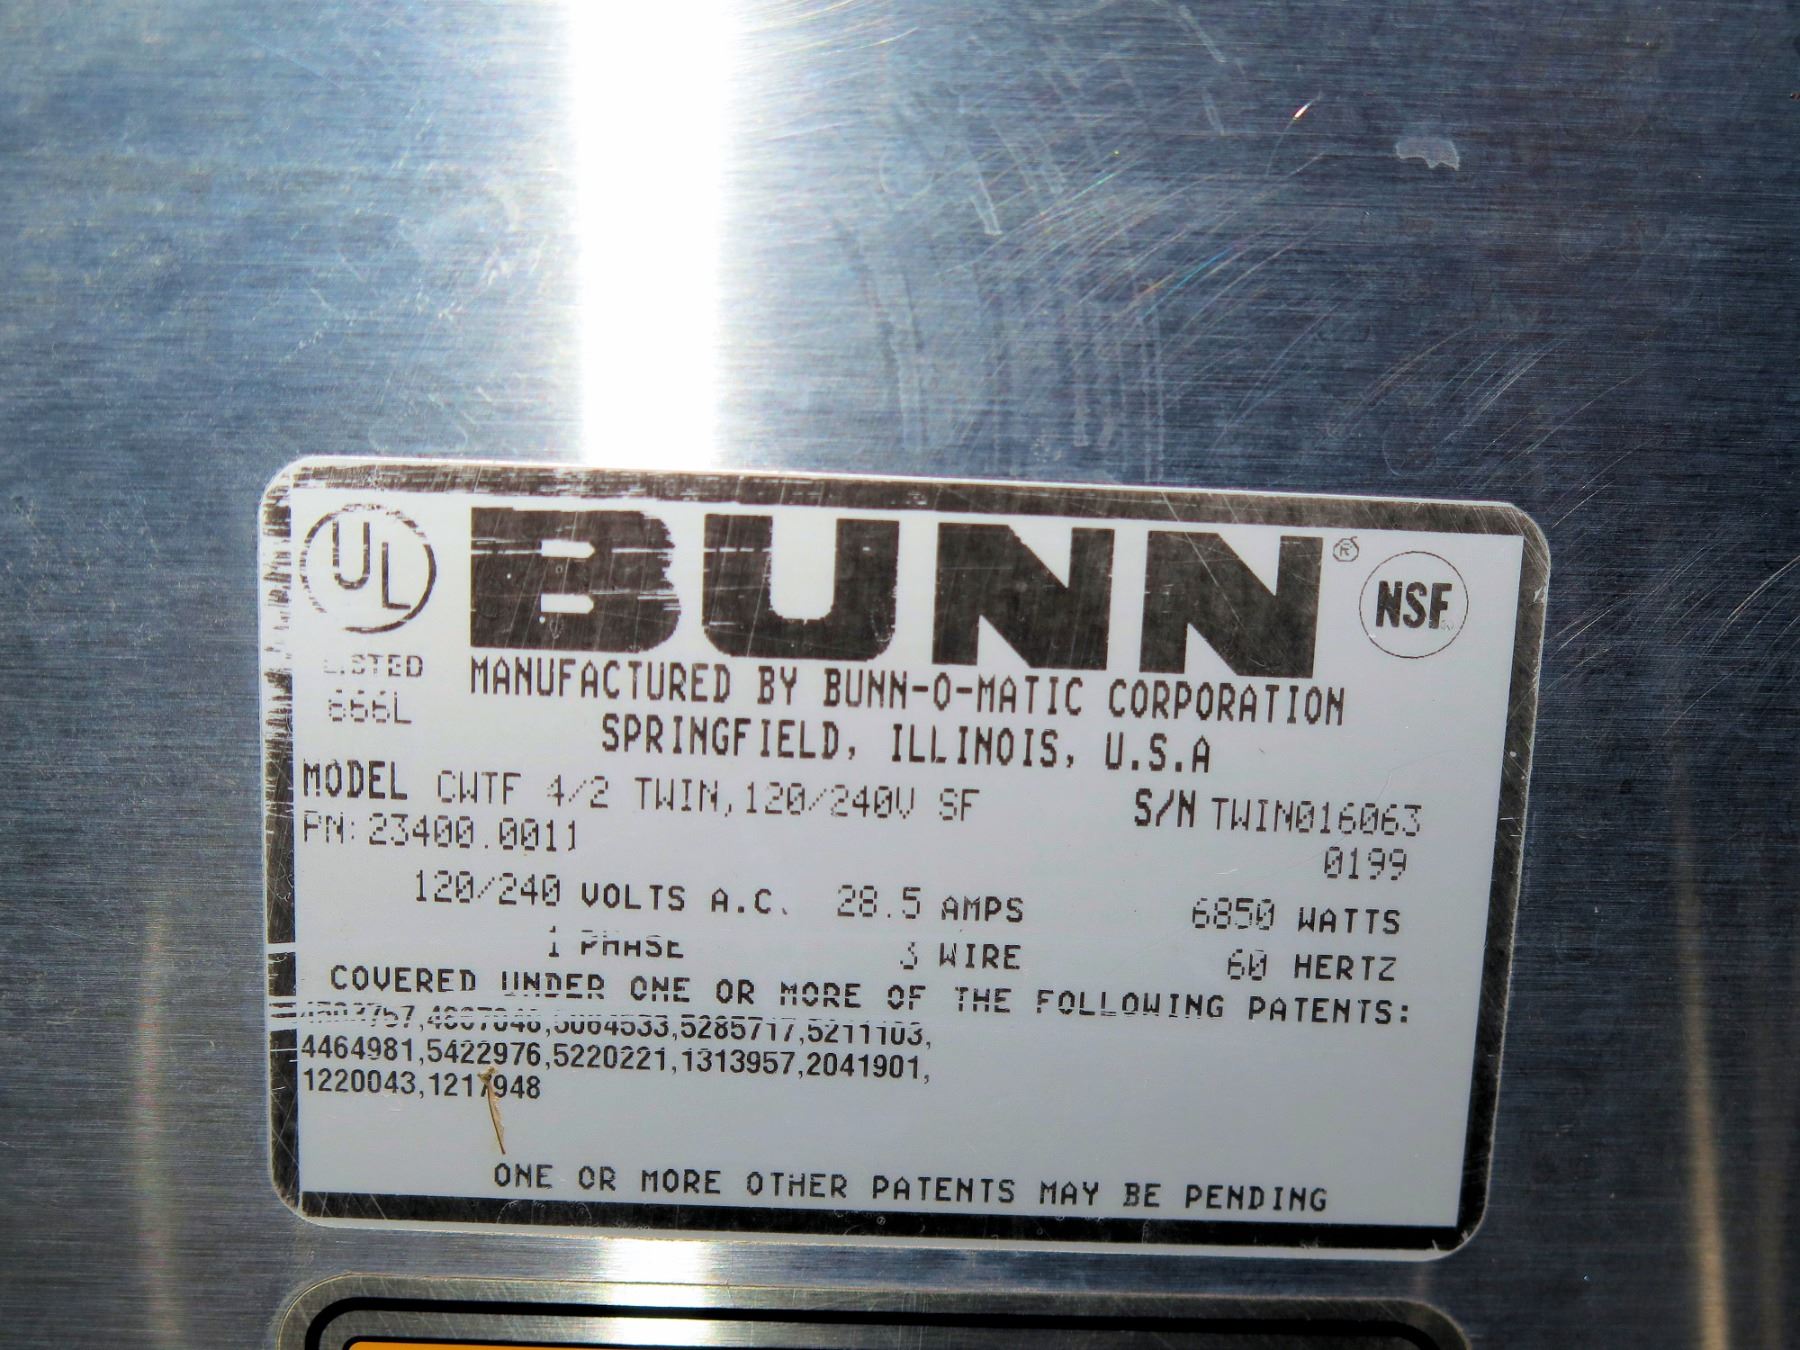 UL
BUNN®
NSF
LISTED
666L
MANUFACTURED BY BUNN-O-MATIC CORPORATION
SPRINGFIELD, ILLINOIS, U.S.A
MODEL CWTF 4/2 TWIN,120/240V SF S/N TWIN016063
PN:23400.0011 0199
120/240 VOLTS A.C. 28.5 AMPS 6850 WATTS
1 PHASE 3 WIRE 60 HERTZ
COVERED UNDER ONE OR MORE OF THE FOLLOWING PATENTS:
5064533,5285717,5211103,
4464981,5422976,5220221,1313957,2041901,
1220043,1217948
ONE OR MORE OTHER PATENTS MAY BE PENDING